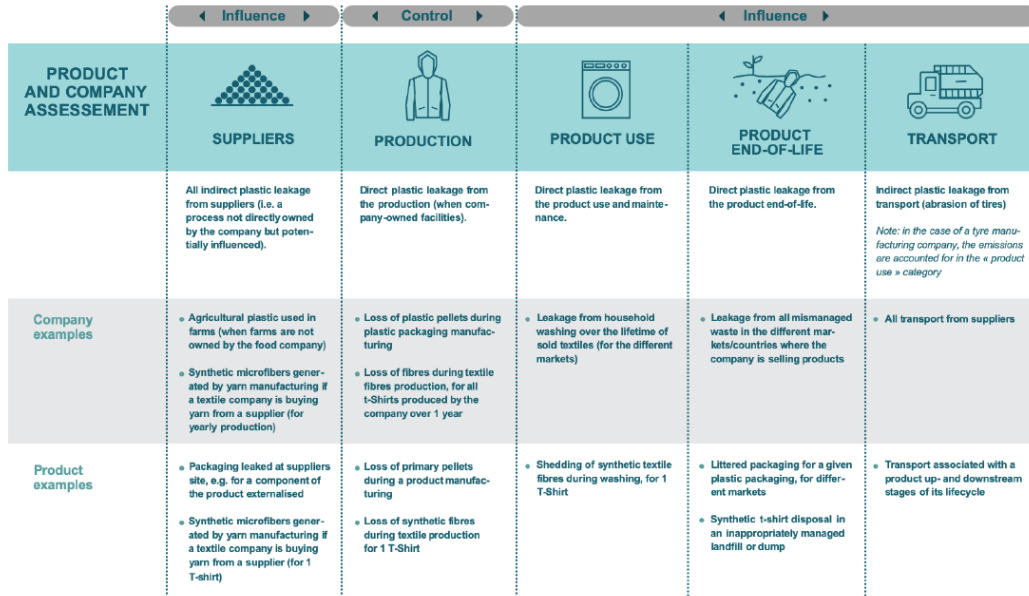 Influence
Control
Influence
PRODUCT
AND COMPANY
ASSESSEMENT
SUPPLIERS
PRODUCTION
PRODUCT USE
PRODUCT
END-OF-LIFE
TRANSPORT
All indirect plastic leakage
from suppliers (i.e. a
process not directly owned
by the company but poten-
tially influenced).
Direct plastic leakage from
the production (when com-
pany-owned facilities).
Direct plastic leakage from
the product use and mainte-
nance.
Direct plastic leakage from
the product end-of-life.
Indirect plastic leakage from
transport (abrasion of tires)
Note: in the case of a tyre manu-
facturing company, the emissions
are accounted for in the « product
use » category
Company
examples
Agricultural plastic used in
farms (when farms are not
owned by the food company)
Synthetic microfibers gener-
ated by yarn manufacturing if
a textile company is buying
yarn from a supplier (for
yearly production)
Loss of plastic pellets during
plastic packaging manufac-
turing
Loss of fibres during textile
fibres production, for all
t-Shirts produced by the
company over 1 year
Leakage from household
washing over the lifetime of
sold textiles (for the different
markets)
Leakage from all mismanaged
waste in the different mar-
kets/countries where the
company is selling products
All transport from suppliers
Product
examples
Packaging leaked at suppliers
site, e.g. for a component of
the product externalised
Synthetic microfibers gener-
ated by yarn manufacturing if
a textile company is buying
yarn from a supplier (for 1
T-shirt)
Loss of primary pellets
during a product manufac-
turing
Loss of synthetic fibres
during textile production
for 1 T-Shirt
Shedding of synthetic textile
fibres during washing, for 1
T-Shirt
Littered packaging for a given
plastic packaging, for differ-
ent markets
Synthetic t-shirt disposal in
an inappropriately managed
landfill or dump
Transport associated with a
product up- and downstream
stages of its lifecycle